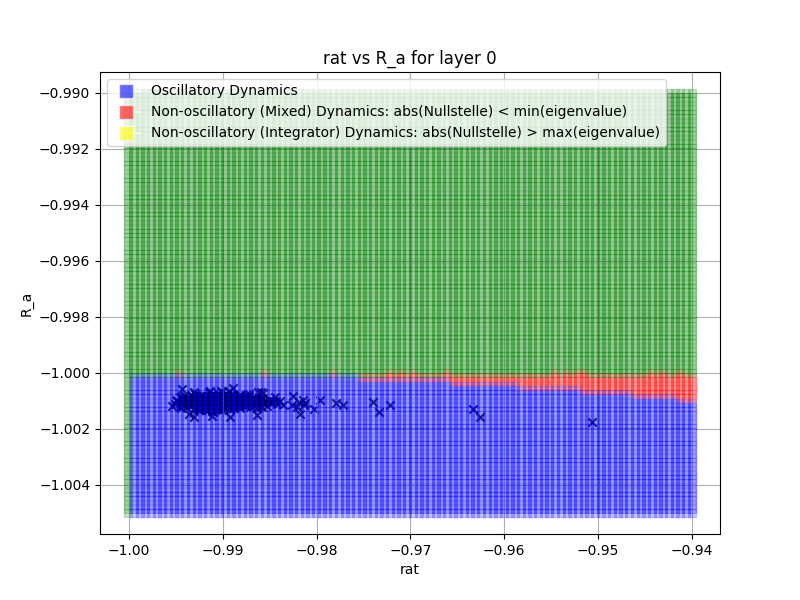 rat vs R_a for layer 0
Oscillatory Dynamics
Non-oscillatory (Mixed) Dynamics: abs(Nullstelle) < min(eigenvalue)
Non-oscillatory (Integrator) Dynamics: abs(Nullstelle) > max(eigenvalue)
−0.990
−0.992
−0.994
−0.996
−0.998
−1.000
−1.002
−1.004
R_a
−1.00 −0.99 −0.98 −0.97 −0.96 −0.95 −0.94
rat